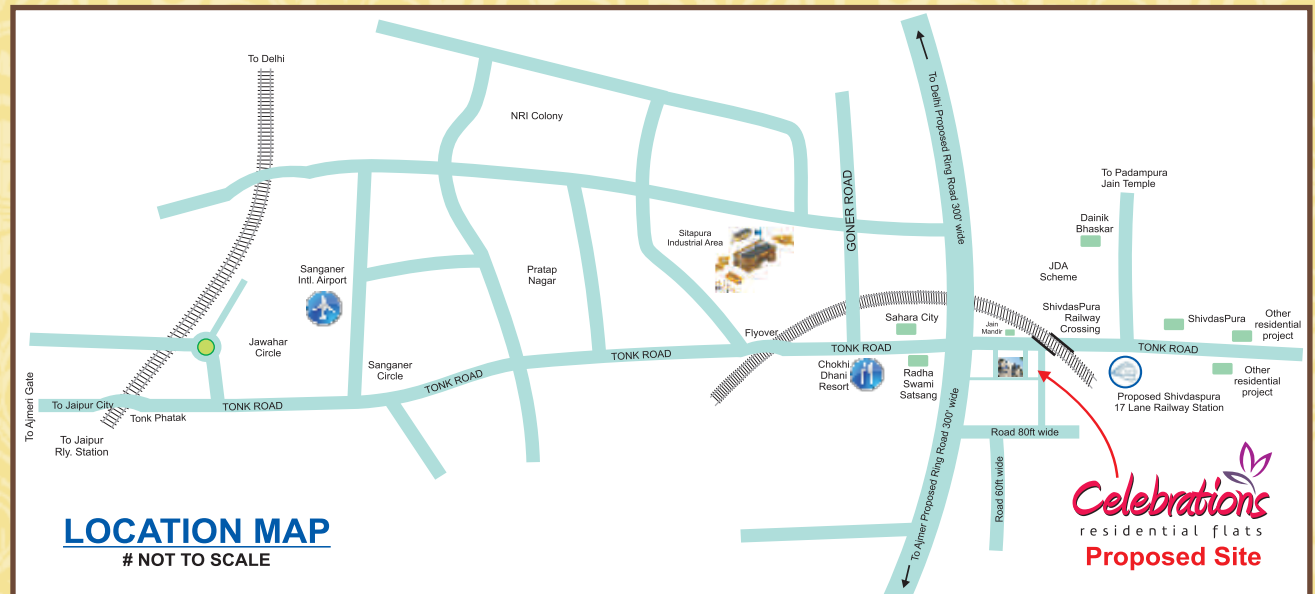 To Delhi
NRI Colony
To Delhi Proposed Ring Road 300' wide
GONER ROAD
To Padampura
Jain Temple
Dainik
Bhaskar
Sitapura
Industrial Area
JDA
Scheme
Sanganer
Intl. Airport
Pratap
Nagar
ShivdasPura
Railway
Crossing
Sahara City
Jain
Mandir
ShivdasPura
Other
residential
project
Jawahar
Circle
Flyover
TONK ROAD
TONK ROAD
TONK ROAD
Sanganer
Circle
TONK ROAD
Chokhi
Dhani
Resort
Radha
Swami
Satsang
Other
residential
project
Proposed Shivdaspura
17 Lane Railway Station
To Ajmeri Gate
To Jaipur City
TONK ROAD
Tonk Phatak
To Jaipur
Rly. Station
Road 80ft wide
Road 60ft wide
To Ajmer Proposed Ring Road 300' wide
Celebrations
residential flats
Proposed Site
LOCATION MAP
# NOT TO SCALE